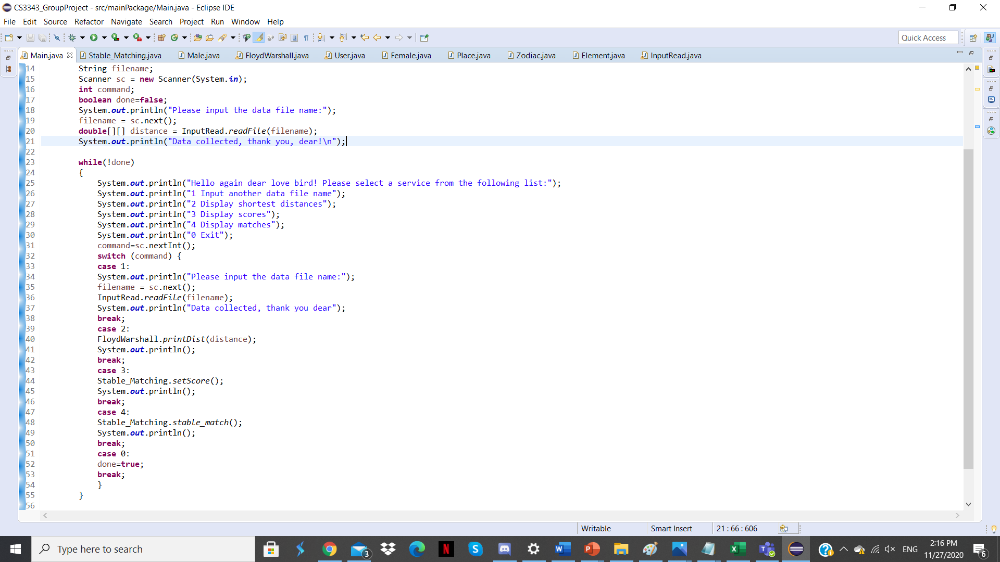 CS3343_GroupProject - src/mainPackage/Main.java - Eclipse IDE
File Edit Source Refactor Navigate Search Project Run Window Help
Quick Access
Main.java Stable_Matching.java Male.java FloydWarshall.java User.java Female.java Place.java Zodiac.java Element.java InputRead.java
14 String filename;
15 Scanner sc = new Scanner(System.in);
16 int command;
17 boolean done=false;
18 System.out.println("Please input the data file name:");
19 filename = sc.next();
20 double[][] distance = InputRead.readFile(filename);
21 System.out.println("Data collected, thank you, dear!\n");
22
23 while(!done)
24 {
25 System.out.println("Hello again dear love bird! Please select a service from the following list:");
26 System.out.println("1 Input another data file name");
27 System.out.println("2 Display shortest distances");
28 System.out.println("3 Display scores");
29 System.out.println("4 Display matches");
30 System.out.println("0 Exit");
31 command=sc.nextInt();
32 switch (command) {
33 case 1:
34 System.out.println("Please input the data file name:");
35 filename = sc.next();
36 InputRead.readFile(filename);
37 System.out.println("Data collected, thank you dear");
38 break;
39 case 2:
40 FloydWarshall.printDist(distance);
41 System.out.println();
42 break;
43 case 3:
44 Stable_Matching.setScore();
45 System.out.println();
46 break;
47 case 4:
48 Stable_Matching.stable_match();
49 System.out.println();
50 break;
51 case 0:
52 done=true;
53 break;
54 }
55 }
56
Writable Smart Insert 21 : 66 : 606
Type here to search
3
ENG
2:16 PM
11/27/2020
6